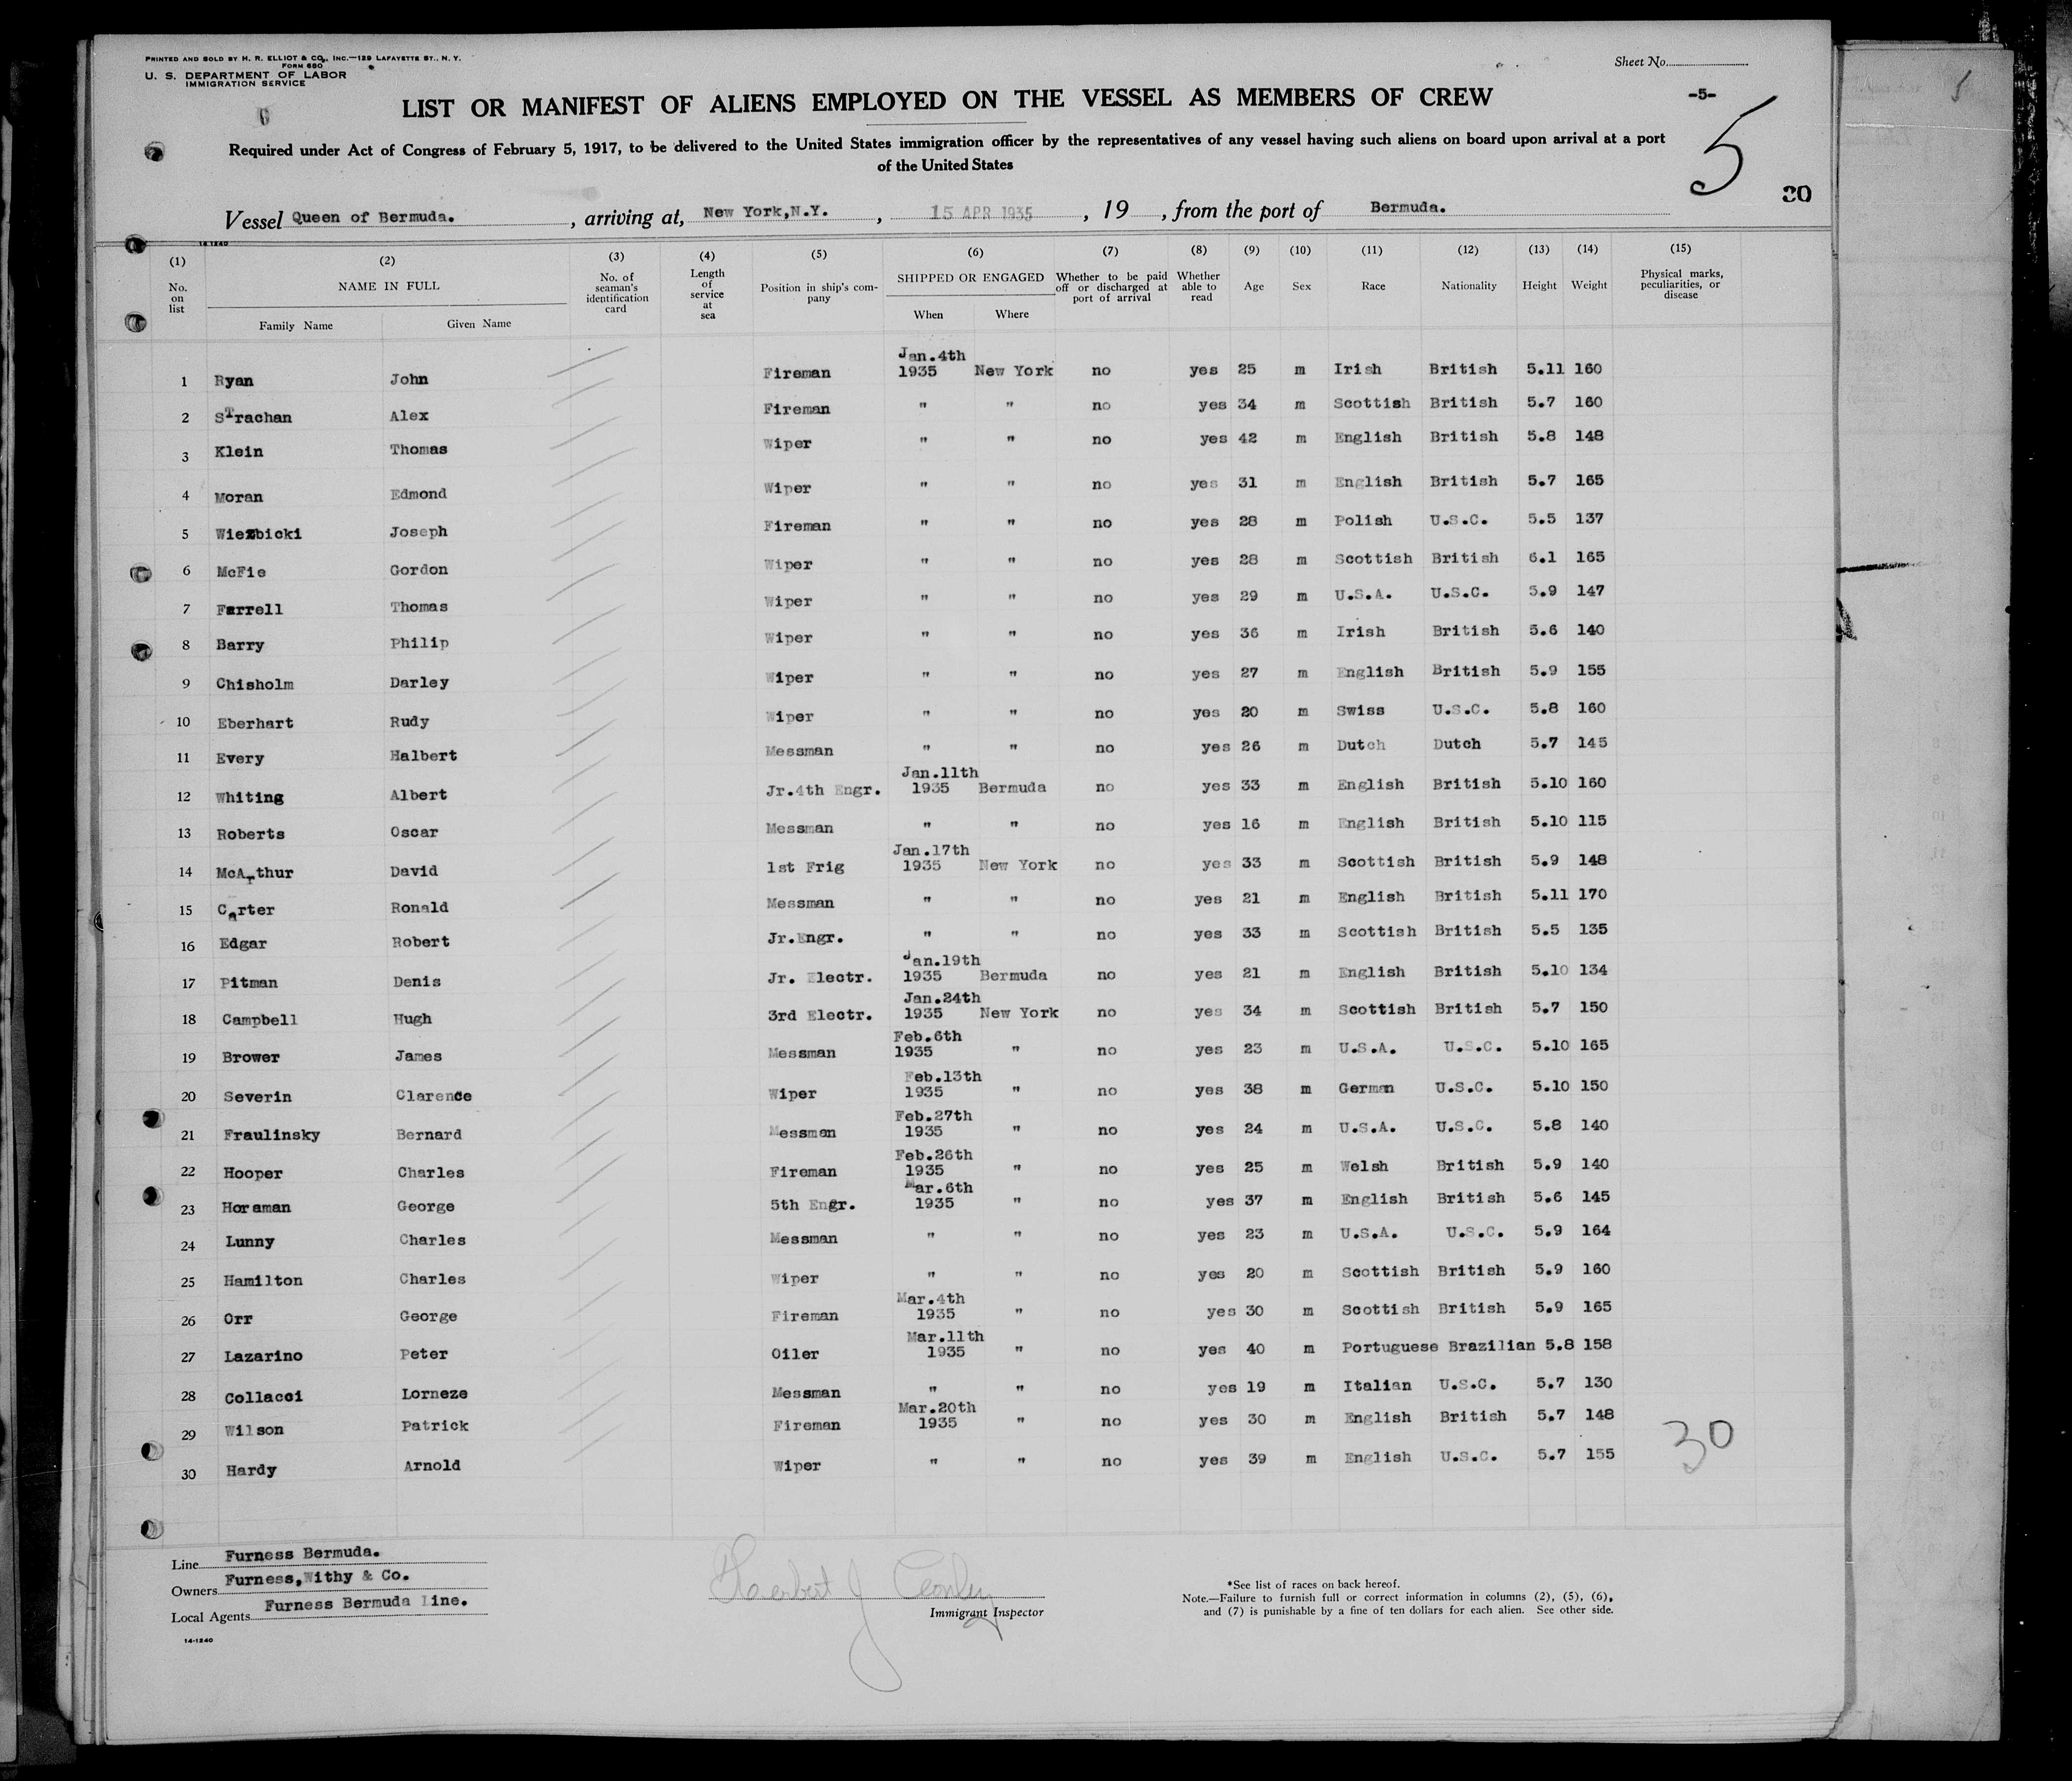 PRINTED AND SOLD BY H. R. ELLIOT & CO., INC.—129 LAFAYETTE ST., N. Y.
FORM 680
U. S. DEPARTMENT OF LABOR
IMMIGRATION SERVICE
Sheet No.
LIST OR MANIFEST OF ALIENS EMPLOYED ON THE VESSEL AS MEMBERS OF CREW
-5-
5
Required under Act of Congress of February 5, 1917, to be delivered to the United States immigration officer by the representatives of any vessel having such aliens on board upon arrival at a port
of the United States
30
Vessel Queen of Bermuda. , arriving at, New York,N.Y. , 15 APR 1935 , 19 , from the port of Bermuda.
14-1240
(1) (2) (3) (4) (5) (6) (7) (8) (9) (10) (11) (12) (13) (14) (15)
No. on list NAME IN FULL Family Name Given Name No. of seaman's identification card Length of service at sea Position in ship's company SHIPPED OR ENGAGED When Where Whether to be paid off or discharged at port of arrival Whether able to read Age Sex Race Nationality Height Weight Physical marks, peculiarities, or disease
1 Ryan John Fireman Jan.4th 1935 New York no yes 25 m Irish British 5.11 160
2 STrachan Alex Fireman " " no yes 34 m Scottish British 5.7 160
3 Klein Thomas Wiper " " no yes 42 m English British 5.8 148
4 Moran Edmond Wiper " " no yes 31 m English British 5.7 165
5 Joseph Fireman " " no yes 28 m Polish U.S.C. 5.5 137
6 McFie Gordon Wiper " " no yes 28 m Scottish British 6.1 165
7 Farrell Thomas Wiper " " no yes 29 m U.S.A. U.S.C. 5.9 147
8 Barry Philip Wiper " " no yes 36 m Irish British 5.6 140
9 Chisholm Darley Wiper " " no yes 27 m English British 5.9 155
10 Eberhart Rudy Wiper " " no yes 20 m Swiss U.S.C. 5.8 160
11 Every Halbert Messman " " no yes 26 m Dutch Dutch 5.7 145
12 Whiting Albert Jr.4th Engr. Jan.11th 1935 Bermuda no yes 33 m English British 5.10 160
13 Roberts Oscar Messman " " no yes 16 m English British 5.10 115
14 McArthur David 1st Frig Jan.17th 1935 New York no yes 33 m Scottish British 5.9 148
15 Carter Ronald Messman " " no yes 21 m English British 5.11 170
16 Edgar Robert Jr.Engr. " " no yes 33 m Scottish British 5.5 135
17 Pitman Denis Jr. Electr. Jan.19th 1935 Bermuda no yes 21 m English British 5.10 134
18 Campbell Hugh 3rd Electr. Jan.24th 1935 New York no yes 34 m Scottish British 5.7 150
19 Brower James Messman Feb.6th 1935 " no yes 23 m U.S.A. U.S.C. 5.10 165
20 Severin Clarence Wiper Feb.13th 1935 " no yes 38 m German U.S.C. 5.10 150
21 Fraulinsky Bernard Messman Feb.27th 1935 " no yes 24 m U.S.A. U.S.C. 5.8 140
22 Hooper Charles Fireman Feb.26th 1935 " no yes 25 m Welsh British 5.9 140
23 Horaman George 5th Engr. Mar.6th 1935 " no yes 37 m English British 5.6 145
24 Lunny Charles Messman " " no yes 23 m U.S.A. U.S.C. 5.9 164
25 Hamilton Charles Wiper " " no yes 20 m Scottish British 5.9 160
26 Orr George Fireman Mar.4th 1935 " no yes 30 m Scottish British 5.9 165
27 Lazarino Peter Oiler Mar.11th 1935 " no yes 40 m Portuguese Brazilian 5.8 158
28 Collacci Lorneze Messman " " no yes 19 m Italian U.S.C. 5.7 130
29 Wilson Patrick Fireman Mar.20th 1935 " no yes 30 m English British 5.7 148
30 Hardy Arnold Wiper " " no yes 39 m English U.S.C. 5.7 155
30
Line Furness Bermuda.
Owners Furness,Withy & Co.
Local Agents Furness Bermuda Line.
14-1240
Immigrant Inspector
*See list of races on back hereof.
Note.—Failure to furnish full or correct information in columns (2), (5), (6),
and (7) is punishable by a fine of ten dollars for each alien. See other side.